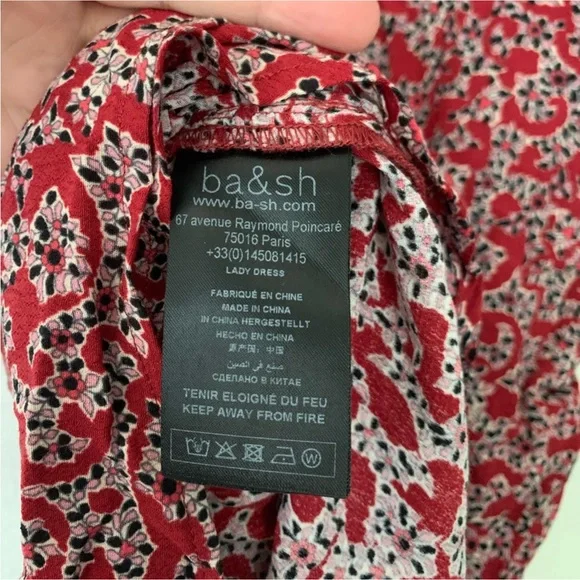 ba&sh
www.ba-sh.com
67 avenue Raymond Poincaré
75016 Paris
+33(0)145081415
LADY DRESS
FABRIQUÉ EN CHINE
MADE IN CHINA
IN CHINA HERGESTELLT
HECHO EN CHINA
原产国：中国
صنع في الصين
СДЕЛАНО В КИТАЕ
TENIR ELOIGNÉ DU FEU
KEEP AWAY FROM FIRE
W